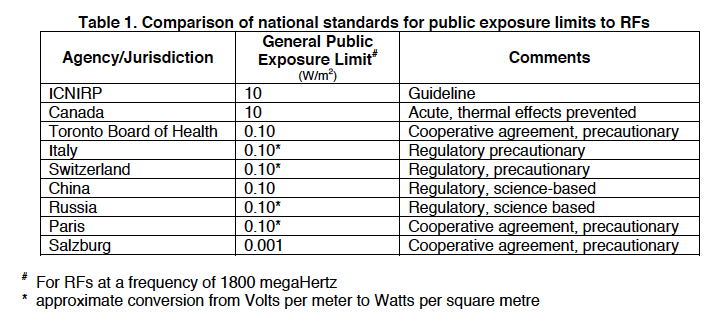 Table 1. Comparison of national standards for public exposure limits to RFs
Agency/Jurisdiction General Public Exposure Limit# (W/m2) Comments
ICNIRP 10 Guideline
Canada 10 Acute, thermal effects prevented
Toronto Board of Health 0.10 Cooperative agreement, precautionary
Italy 0.10* Regulatory precautionary
Switzerland 0.10* Regulatory, precautionary
China 0.10 Regulatory, science-based
Russia 0.10* Regulatory, science based
Paris 0.10* Cooperative agreement, precautionary
Salzburg 0.001 Cooperative agreement, precautionary
# For RFs at a frequency of 1800 megaHertz
* approximate conversion from Volts per meter to Watts per square metre